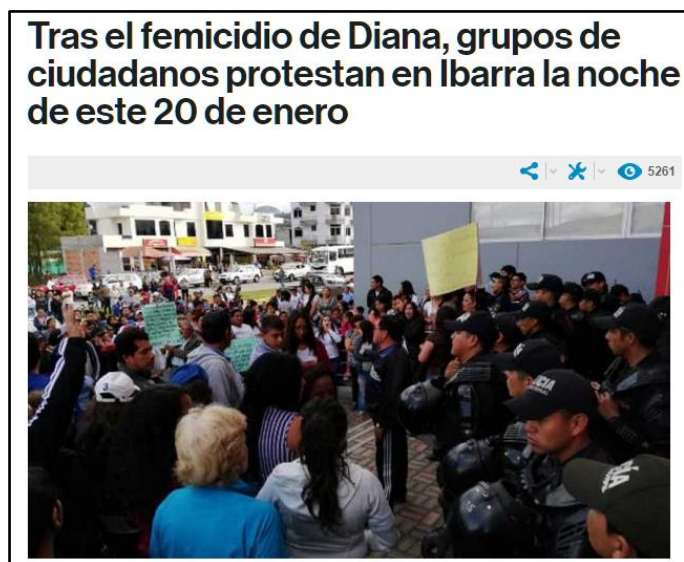 Tras el femicidio de Diana, grupos de
ciudadanos protestan en Ibarra la noche
de este 20 de enero
5261
POLICIA